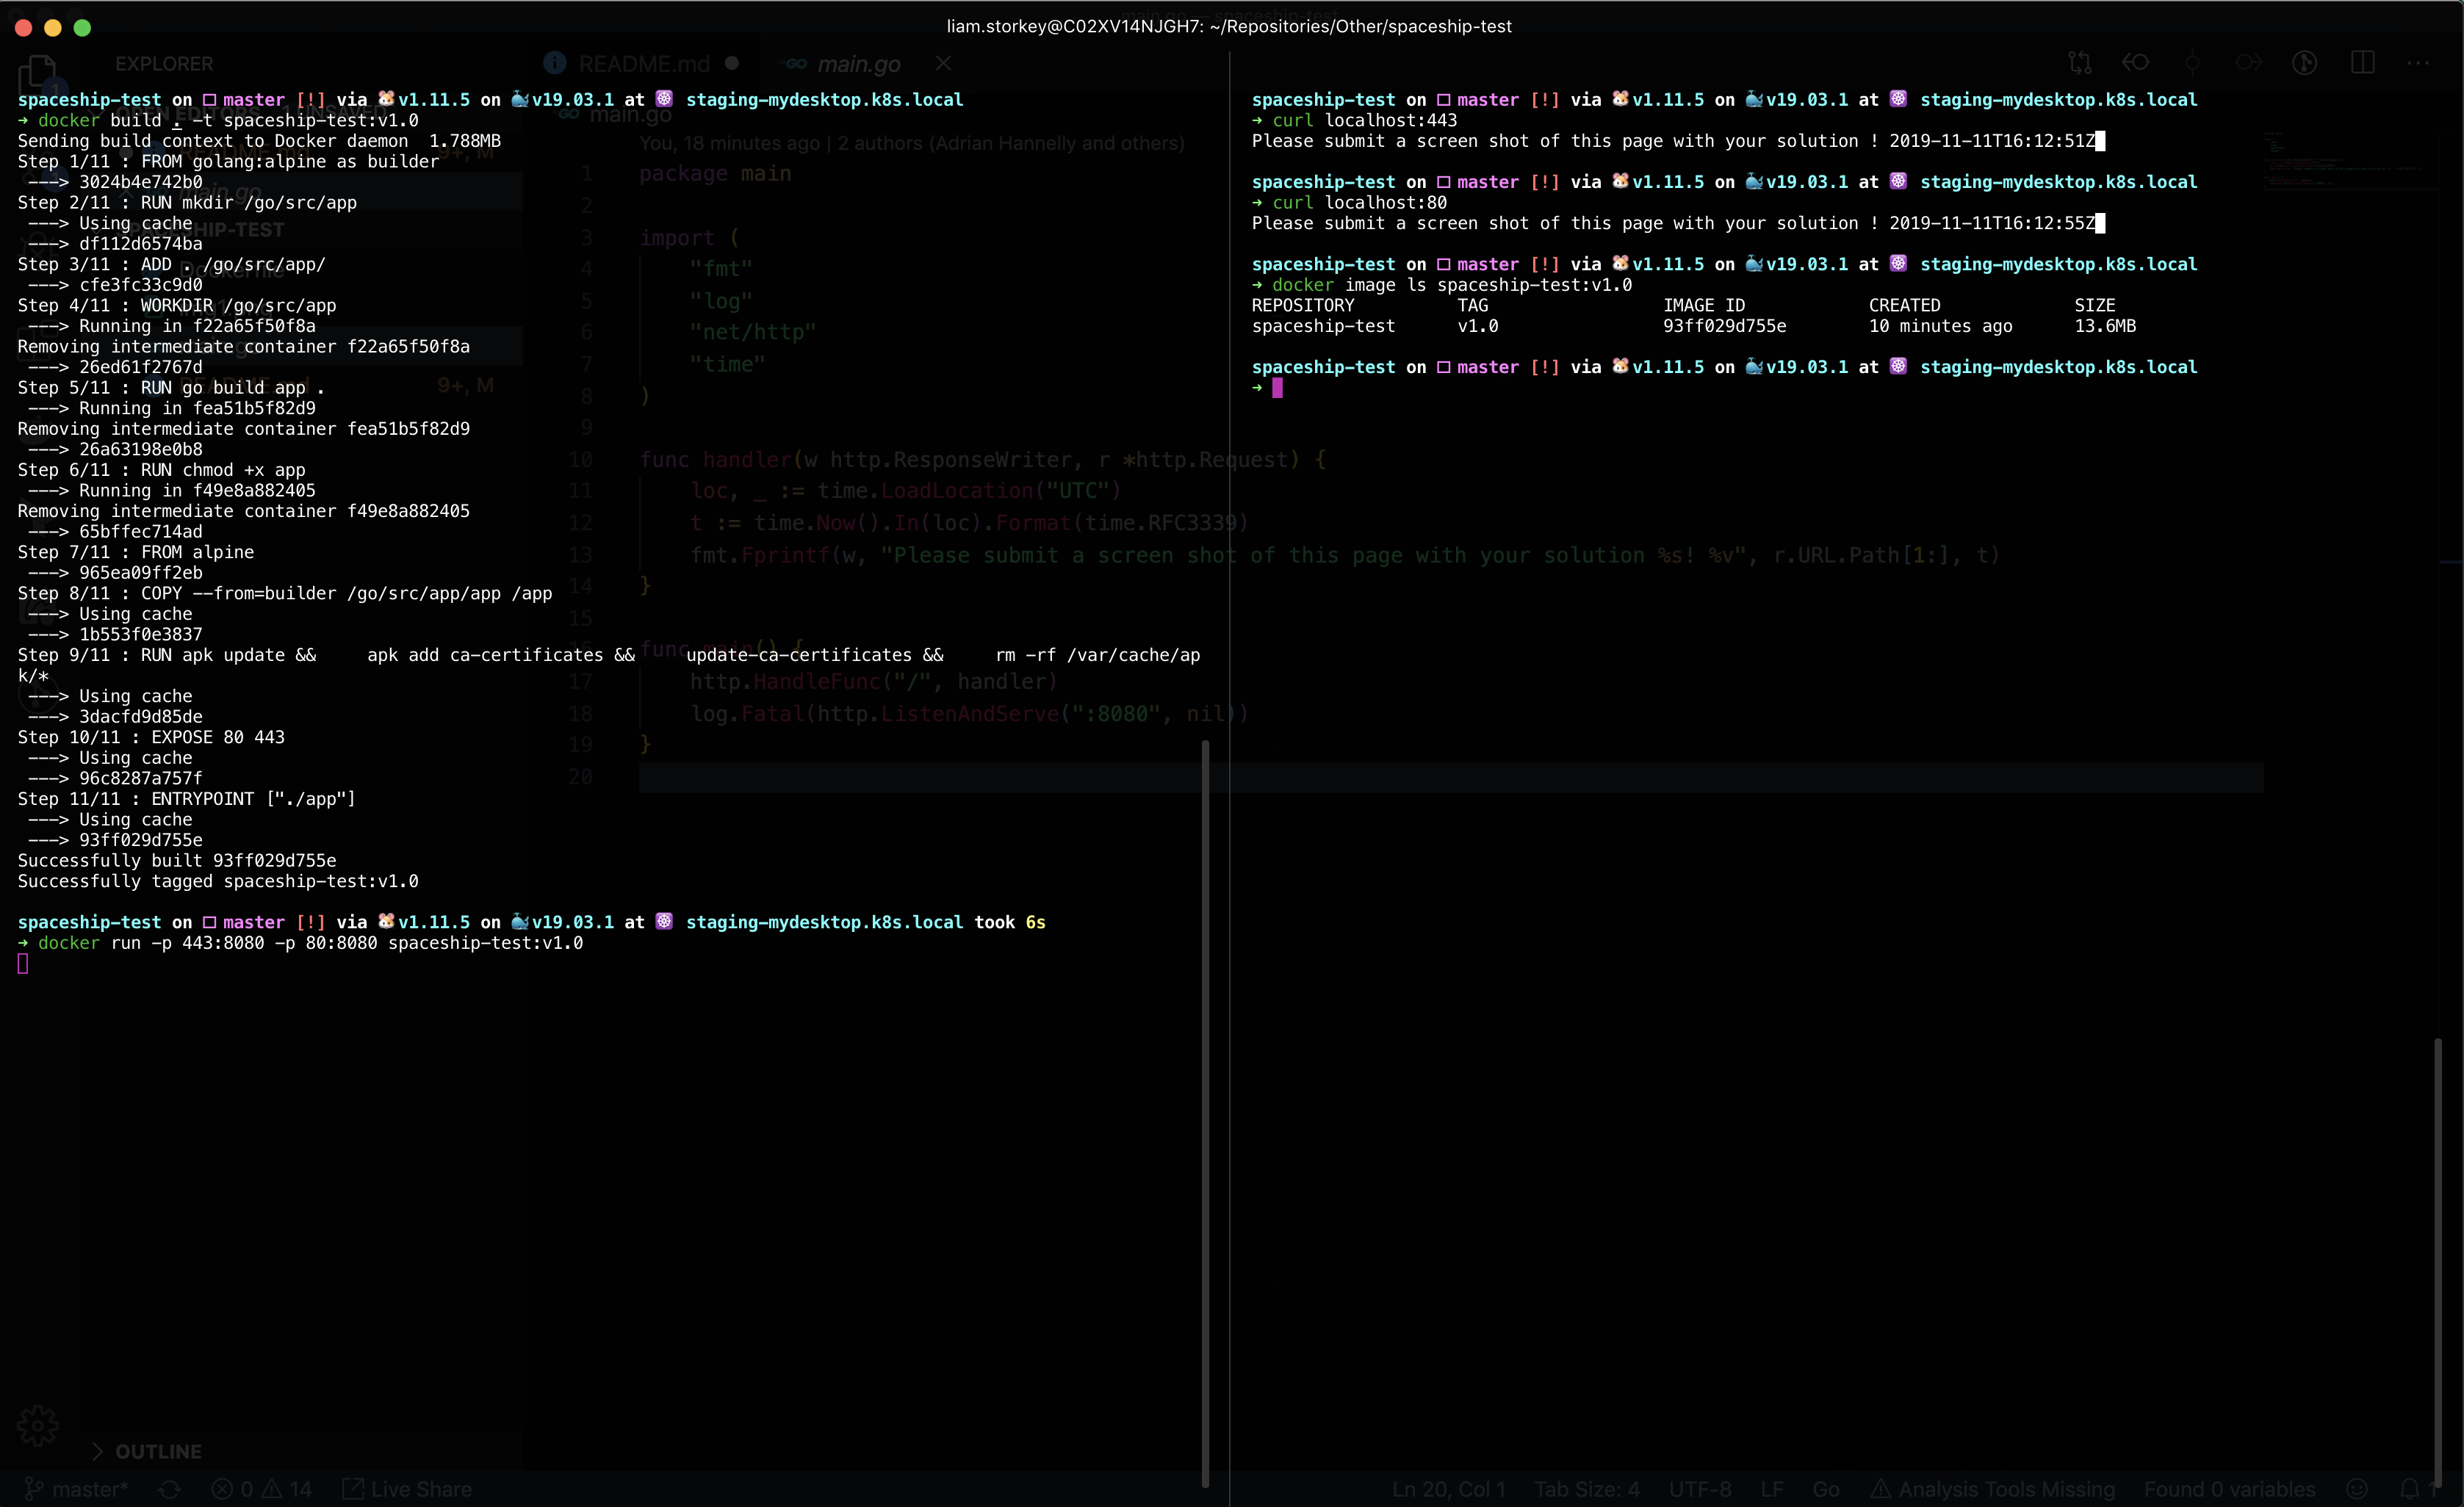 liam.storkey@C02XV14NJGH7: ~/Repositories/Other/spaceship-test
spaceship-test on master [!] via v1.11.5 on v19.03.1 at staging-mydesktop.k8s.local
➜ docker build . -t spaceship-test:v1.0
Sending build context to Docker daemon  1.788MB
Step 1/11 : FROM golang:alpine as builder
---> 3024b4e742b0
Step 2/11 : RUN mkdir /go/src/app
---> Using cache
---> df112d6574ba
Step 3/11 : ADD . /go/src/app/
---> cfe3fc33c9d0
Step 4/11 : WORKDIR /go/src/app
---> Running in f22a65f50f8a
Removing intermediate container f22a65f50f8a
---> 26ed61f2767d
Step 5/11 : RUN go build app .
---> Running in fea51b5f82d9
Removing intermediate container fea51b5f82d9
---> 26a63198e0b8
Step 6/11 : RUN chmod +x app
---> Running in f49e8a882405
Removing intermediate container f49e8a882405
---> 65bffec714ad
Step 7/11 : FROM alpine
---> 965ea09ff2eb
Step 8/11 : COPY --from=builder /go/src/app/app /app
---> Using cache
---> 1b553f0e3837
Step 9/11 : RUN apk update &&     apk add ca-certificates &&     update-ca-certificates &&     rm -rf /var/cache/ap
k/*
---> Using cache
---> 3dacfd9d85de
Step 10/11 : EXPOSE 80 443
---> Using cache
---> 96c8287a757f
Step 11/11 : ENTRYPOINT ["./app"]
---> Using cache
---> 93ff029d755e
Successfully built 93ff029d755e
Successfully tagged spaceship-test:v1.0
spaceship-test on master [!] via v1.11.5 on v19.03.1 at staging-mydesktop.k8s.local took 6s
➜ docker run -p 443:8080 -p 80:8080 spaceship-test:v1.0
spaceship-test on master [!] via v1.11.5 on v19.03.1 at staging-mydesktop.k8s.local
➜ curl localhost:443
Please submit a screen shot of this page with your solution ! 2019-11-11T16:12:51Z
spaceship-test on master [!] via v1.11.5 on v19.03.1 at staging-mydesktop.k8s.local
➜ curl localhost:80
Please submit a screen shot of this page with your solution ! 2019-11-11T16:12:55Z
spaceship-test on master [!] via v1.11.5 on v19.03.1 at staging-mydesktop.k8s.local
➜ docker image ls spaceship-test:v1.0
REPOSITORY TAG IMAGE ID CREATED SIZE
spaceship-test v1.0 93ff029d755e 10 minutes ago 13.6MB
spaceship-test on master [!] via v1.11.5 on v19.03.1 at staging-mydesktop.k8s.local
➜
EXPLORER
OPEN EDITORS 1 UNSAVED
9+, M
main.go
SPACESHIP-TEST
README.md 9+, M
OUTLINE
README.md main.go
main.go
You, 18 minutes ago | 2 authors (Adrian Hannelly and others)
1 package main
2
3 import (
4 "fmt"
5 "log"
6 "net/http"
7 "time"
8 )
9
10 func handler(w http.ResponseWriter, r *http.Request) {
11 loc, _ := time.LoadLocation("UTC")
12 t := time.Now().In(loc).Format(time.RFC3339)
13 fmt.Fprintf(w, "Please submit a screen shot of this page with your solution %s! %v", r.URL.Path[1:], t)
14 }
15
func main() {
17 http.HandleFunc("/", handler)
18 log.Fatal(http.ListenAndServe(":8080", nil))
19 }
20
master* 0 14 Live Share Ln 20, Col 1 Tab Size: 4 UTF-8 LF Go Analysis Tools Missing Found 0 variables